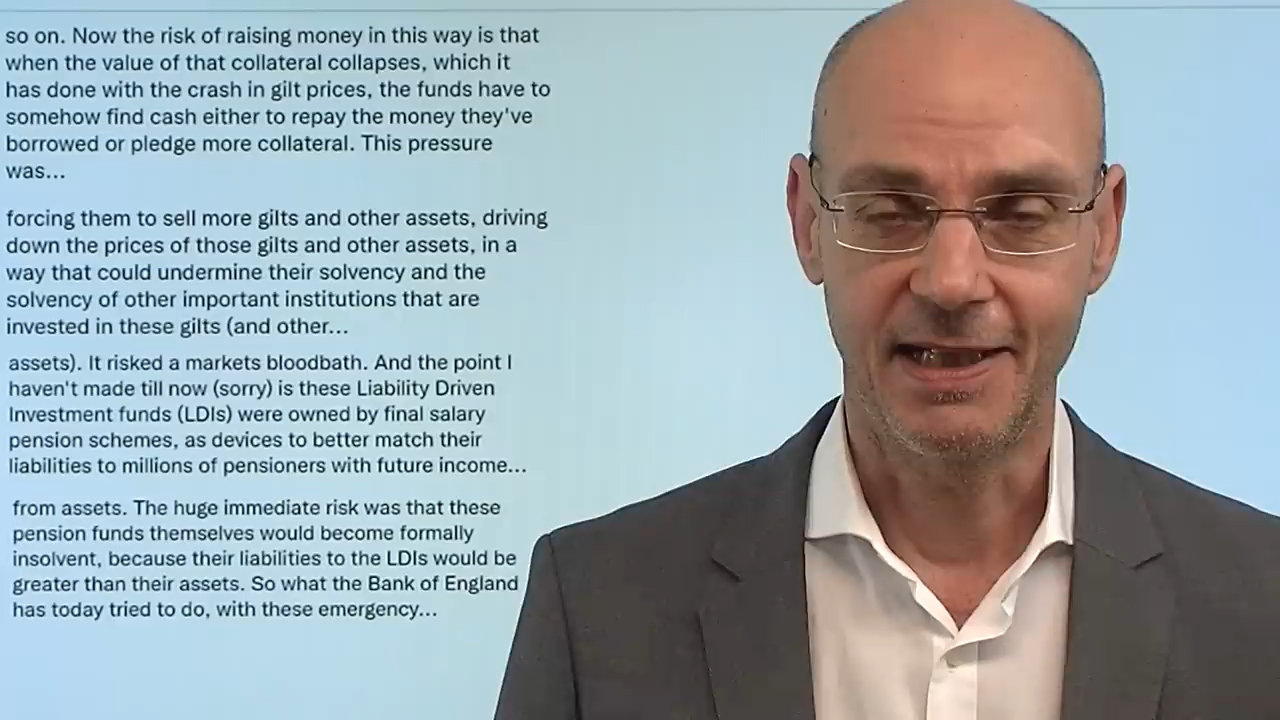 so on. Now the risk of raising money in this way is that
when the value of that collateral collapses, which it
has done with the crash in gilt prices, the funds have to
somehow find cash either to repay the money they've
borrowed or pledge more collateral. This pressure
was...
forcing them to sell more gilts and other assets, driving
down the prices of those gilts and other assets, in a
way that could undermine their solvency and the
solvency of other important institutions that are
invested in these gilts (and other...
assets). It risked a markets bloodbath. And the point I
haven't made till now (sorry) is these Liability Driven
Investment funds (LDIs) were owned by final salary
pension schemes, as devices to better match their
liabilities to millions of pensioners with future income...
from assets. The huge immediate risk was that these
pension funds themselves would become formally
insolvent, because their liabilities to the LDIs would be
greater than their assets. So what the Bank of England
has today tried to do, with these emergency...